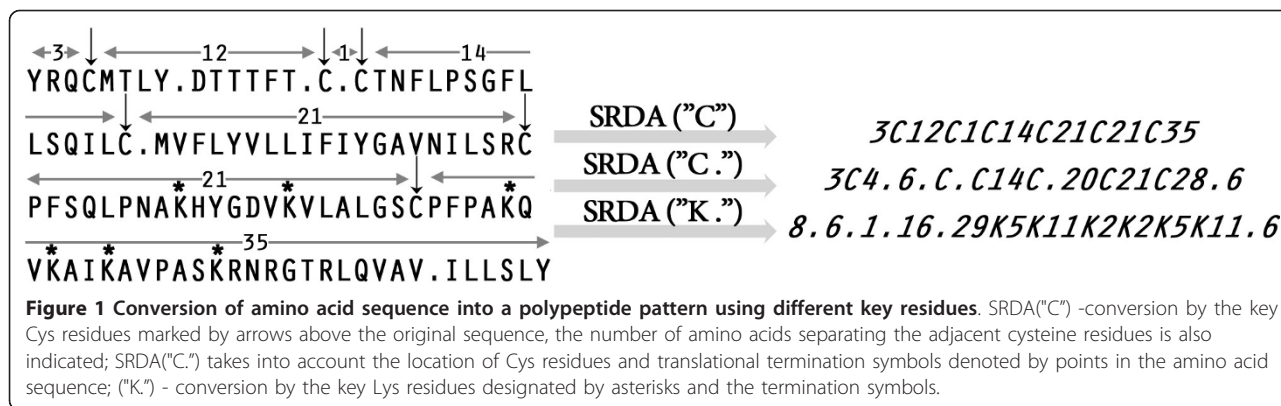 3 12 1 14
YRQCMTLY.DTTTFT.C.CTNFLPSGFL
21
LSQILC.MVFLYVLLIFIYGAVNILSRC
21 * * *
PFSQLPNAKHYGDVKVLALGSCPFPAKQ
* * * 35
VKAIKAVPASKRNRGTRLQVAV.ILLSLY
SRDA ("C")
SRDA ("C .")
SRDA ("K .")
3C12C1C14C21C21C35
3C4.6.C.C14C.20C21C28.6
8.6.1.16.29K5K11K2K2K5K11.6
Figure 1 Conversion of amino acid sequence into a polypeptide pattern using different key residues. SRDA("C") -conversion by the key
Cys residues marked by arrows above the original sequence, the number of amino acids separating the adjacent cysteine residues is also
indicated; SRDA("C.") takes into account the location of Cys residues and translational termination symbols denoted by points in the amino acid
sequence; ("K.") - conversion by the key Lys residues designated by asterisks and the termination symbols.